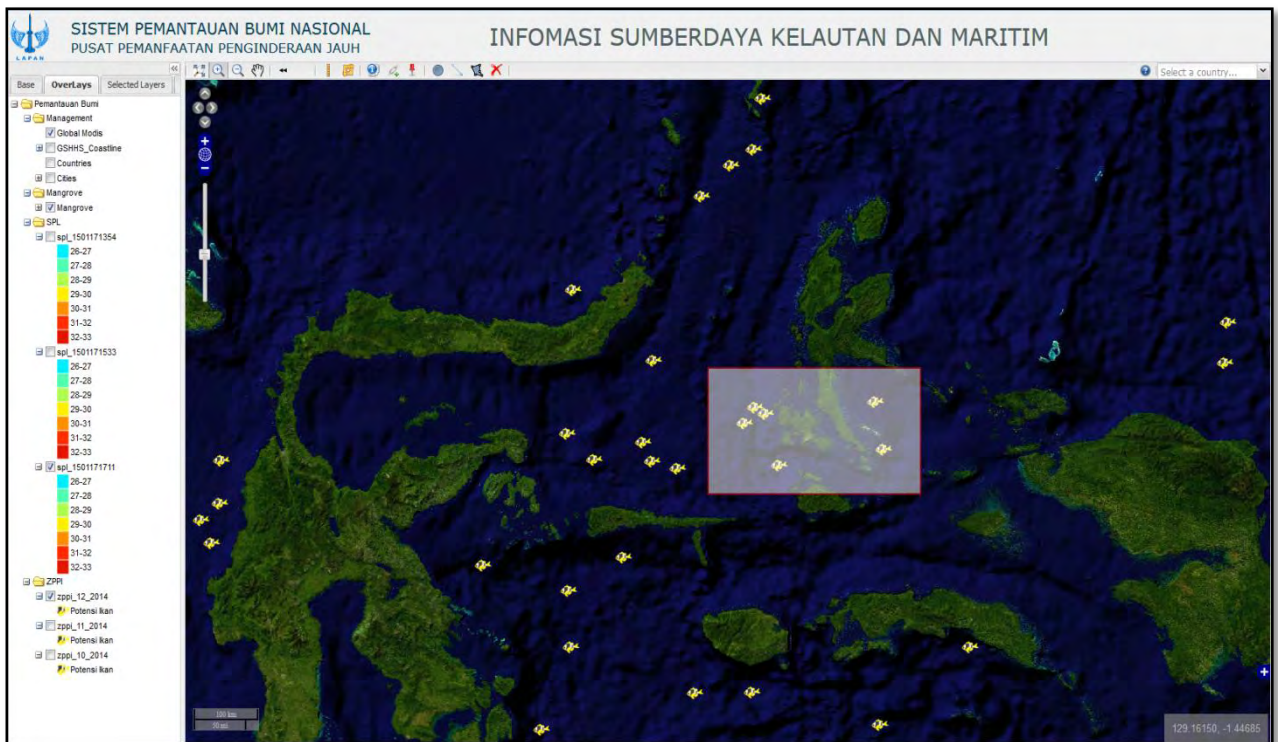 LAPAN
SISTEM PEMANTAUAN BUMI NASIONAL
PUSAT PEMANFAATAN PENGINDERAAN JAUH
INFOMASI SUMBERDAYA KELAUTAN DAN MARITIM
Base
Overlays
Selected Layers
Select a country...
Pemantauan Bumi
Management
Global Modis
GSHHS_Coastline
Countries
Cities
Mangrove
Mangrove
SPL
spl_1501171354
26-27
27-28
28-29
29-30
30-31
31-32
32-33
spl_1501171533
26-27
27-28
28-29
29-30
30-31
31-32
32-33
spl_1501171711
26-27
27-28
28-29
29-30
30-31
31-32
32-33
ZPPI
zppi_12_2014
Potensi Ikan
zppi_11_2014
Potensi Ikan
zppi_10_2014
Potensi Ikan
100 km
50 mi
129.16150, -1.44685